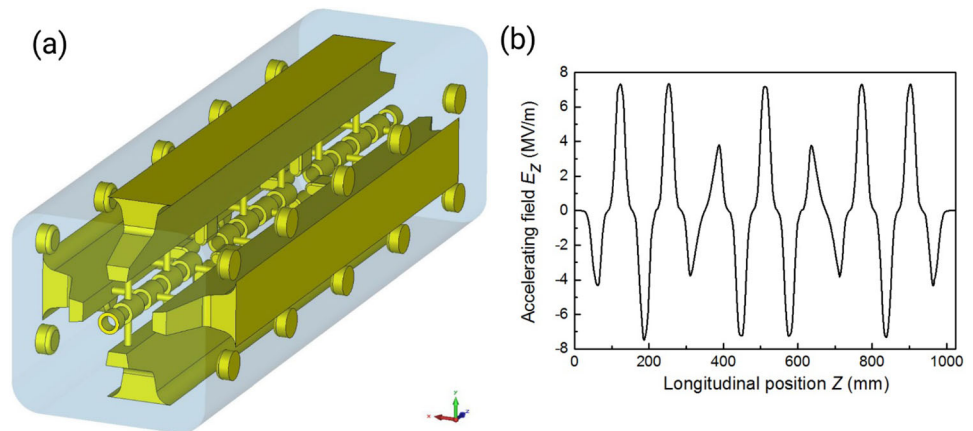 (a)
(b)
8
6
4
2
0
-2
-4
-6
-8
Accelerating field EZ (MV/m)
0 200 400 600 800 1000
Longitudinal position Z (mm)
y
x
z